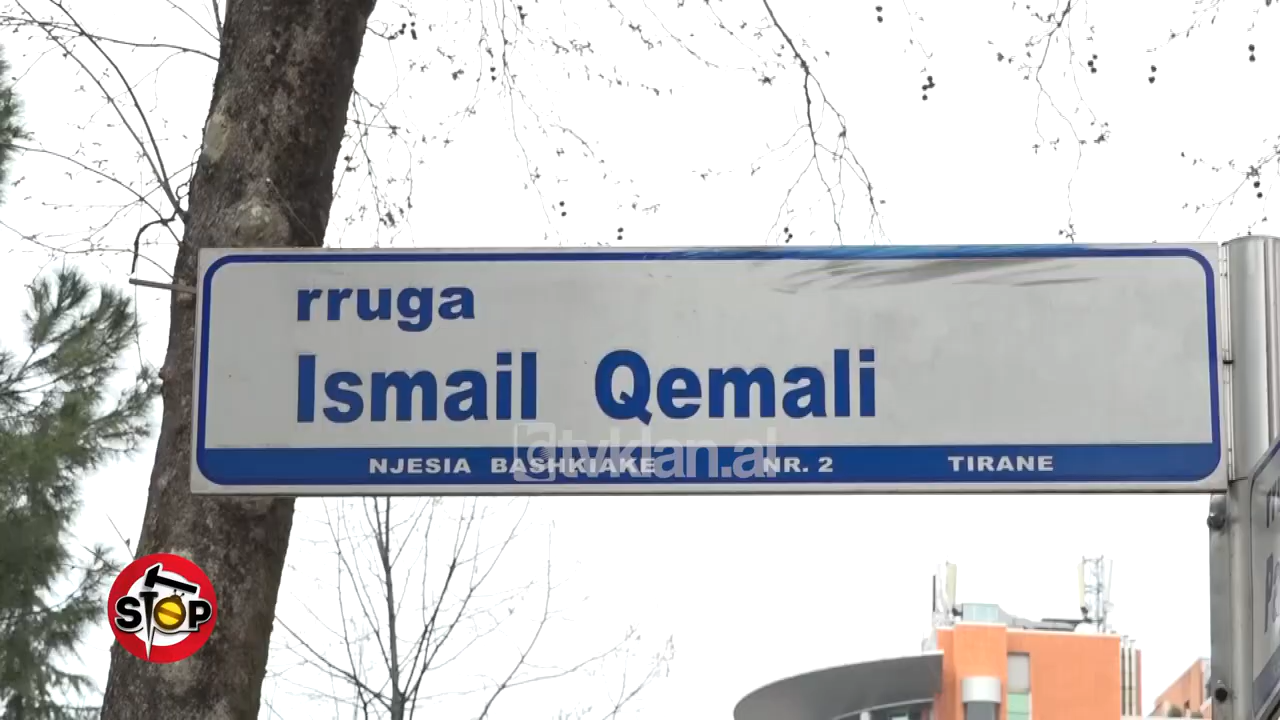 rruga
Ismail Qemali
NJESIA BASHKIAKE NR. 2 TIRANE
tvklan.al
STOP